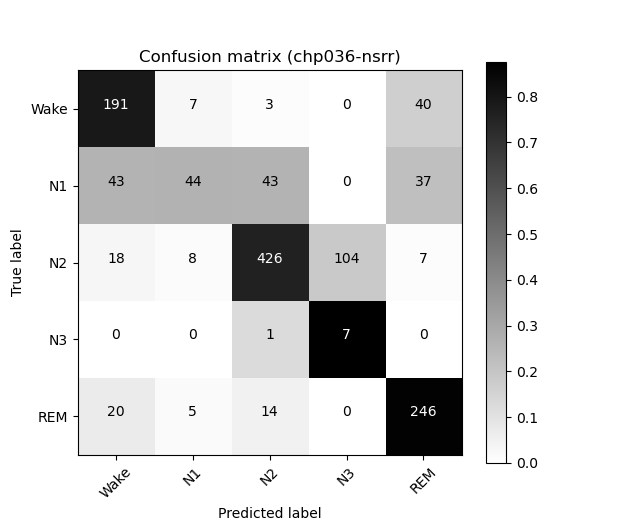 Confusion matrix (chp036-nsrr)
Wake 191 7 3 0 40
N1 43 44 43 0 37
N2 18 8 426 104 7
N3 0 0 1 7 0
REM 20 5 14 0 246
Wake N1 N2 N3 REM
Predicted label
True label
0.8
0.7
0.6
0.5
0.4
0.3
0.2
0.1
0.0